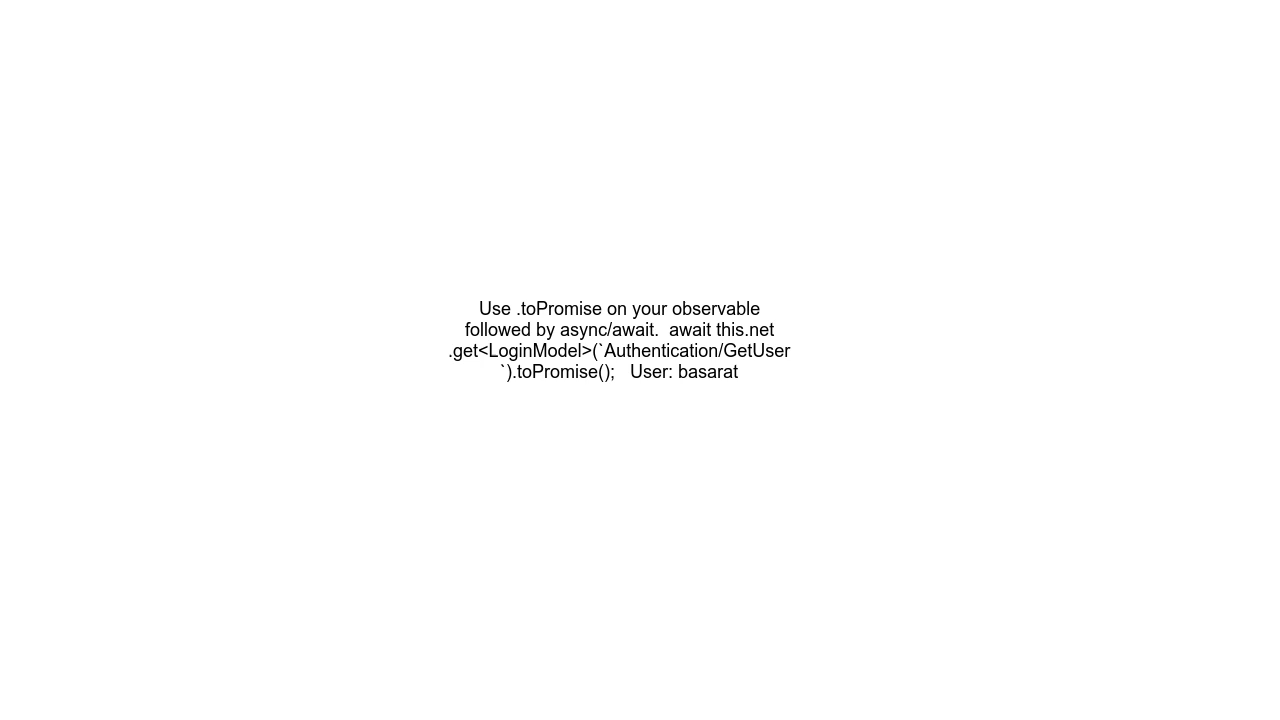 Use .toPromise on your observable
followed by async/await.  await this.net
.get<LoginModel>(`Authentication/GetUser
`).toPromise();   User: basarat